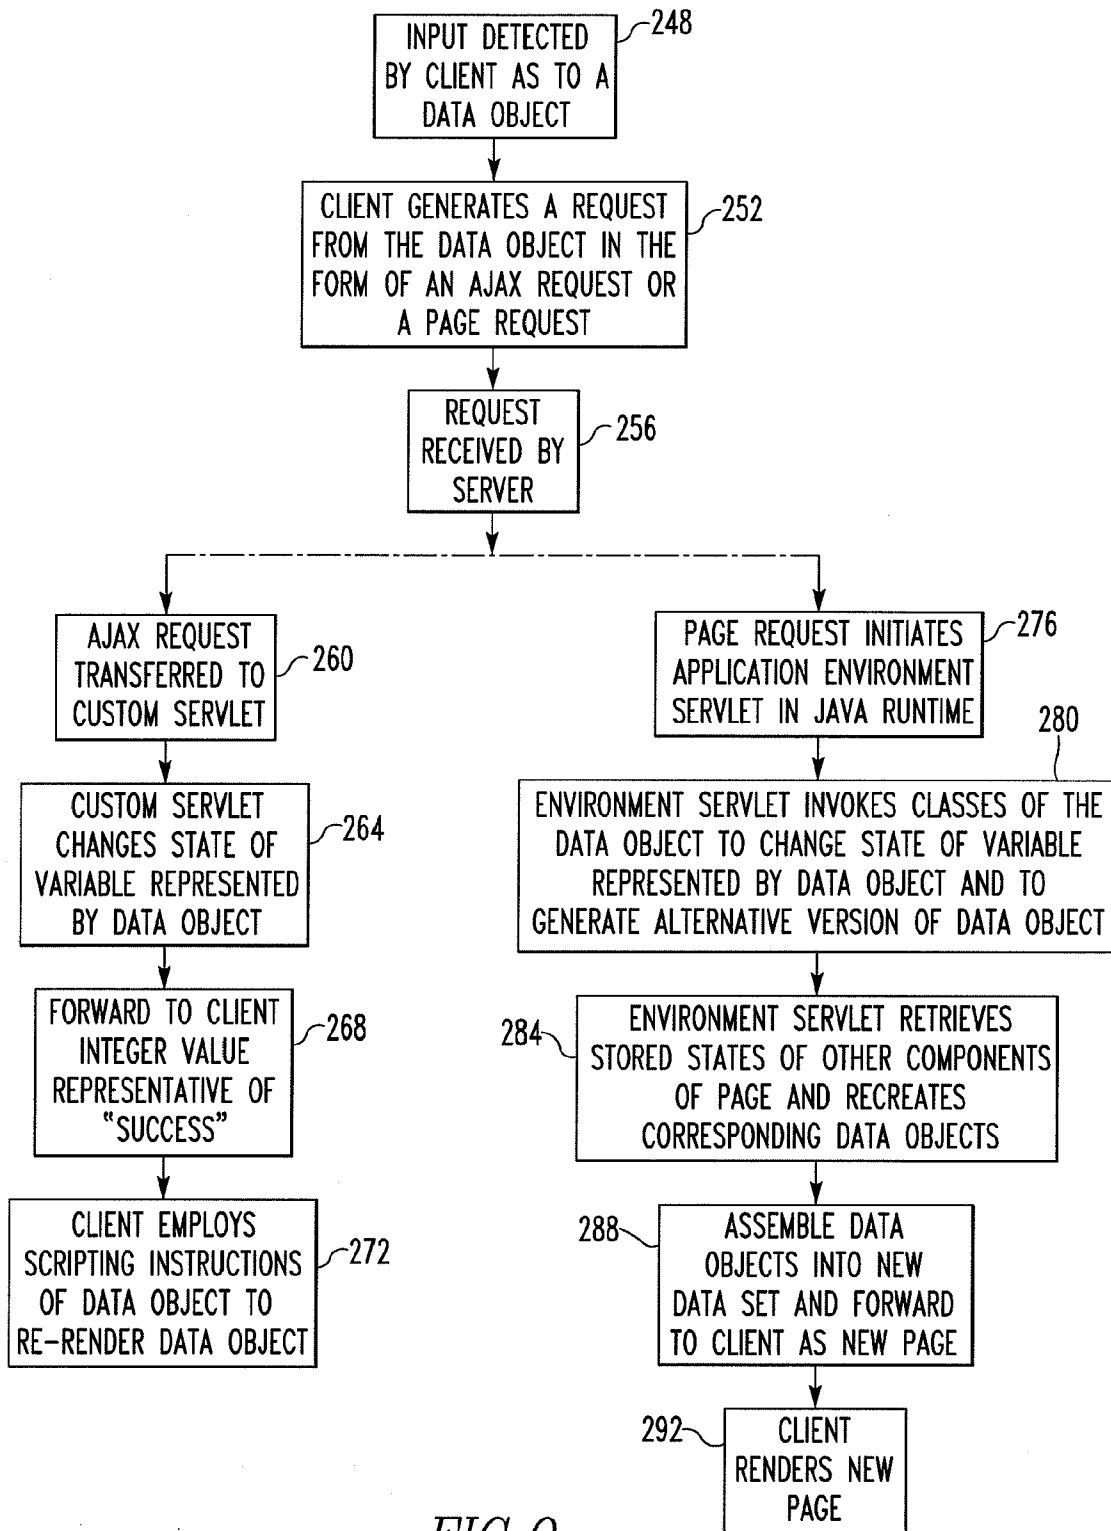 INPUT DETECTED
BY CLIENT AS TO A
DATA OBJECT
248
CLIENT GENERATES A REQUEST
FROM THE DATA OBJECT IN THE
FORM OF AN AJAX REQUEST OR
A PAGE REQUEST
252
REQUEST
RECEIVED BY
SERVER
256
AJAX REQUEST
TRANSFERRED TO
CUSTOM SERVLET
260
CUSTOM SERVLET
CHANGES STATE OF
VARIABLE REPRESENTED
BY DATA OBJECT
264
FORWARD TO CLIENT
INTEGER VALUE
REPRESENTATIVE OF
“SUCCESS”
268
CLIENT EMPLOYS
SCRIPTING INSTRUCTIONS
OF DATA OBJECT TO
RE-RENDER DATA OBJECT
272
PAGE REQUEST INITIATES
APPLICATION ENVIRONMENT
SERVLET IN JAVA RUNTIME
276
280
ENVIRONMENT SERVLET INVOKES CLASSES OF THE
DATA OBJECT TO CHANGE STATE OF VARIABLE
REPRESENTED BY DATA OBJECT AND TO
GENERATE ALTERNATIVE VERSION OF DATA OBJECT
284
ENVIRONMENT SERVLET RETRIEVES
STORED STATES OF OTHER COMPONENTS
OF PAGE AND RECREATES
CORRESPONDING DATA OBJECTS
288
ASSEMBLE DATA
OBJECTS INTO NEW
DATA SET AND FORWARD
TO CLIENT AS NEW PAGE
292
CLIENT
RENDERS NEW
PAGE